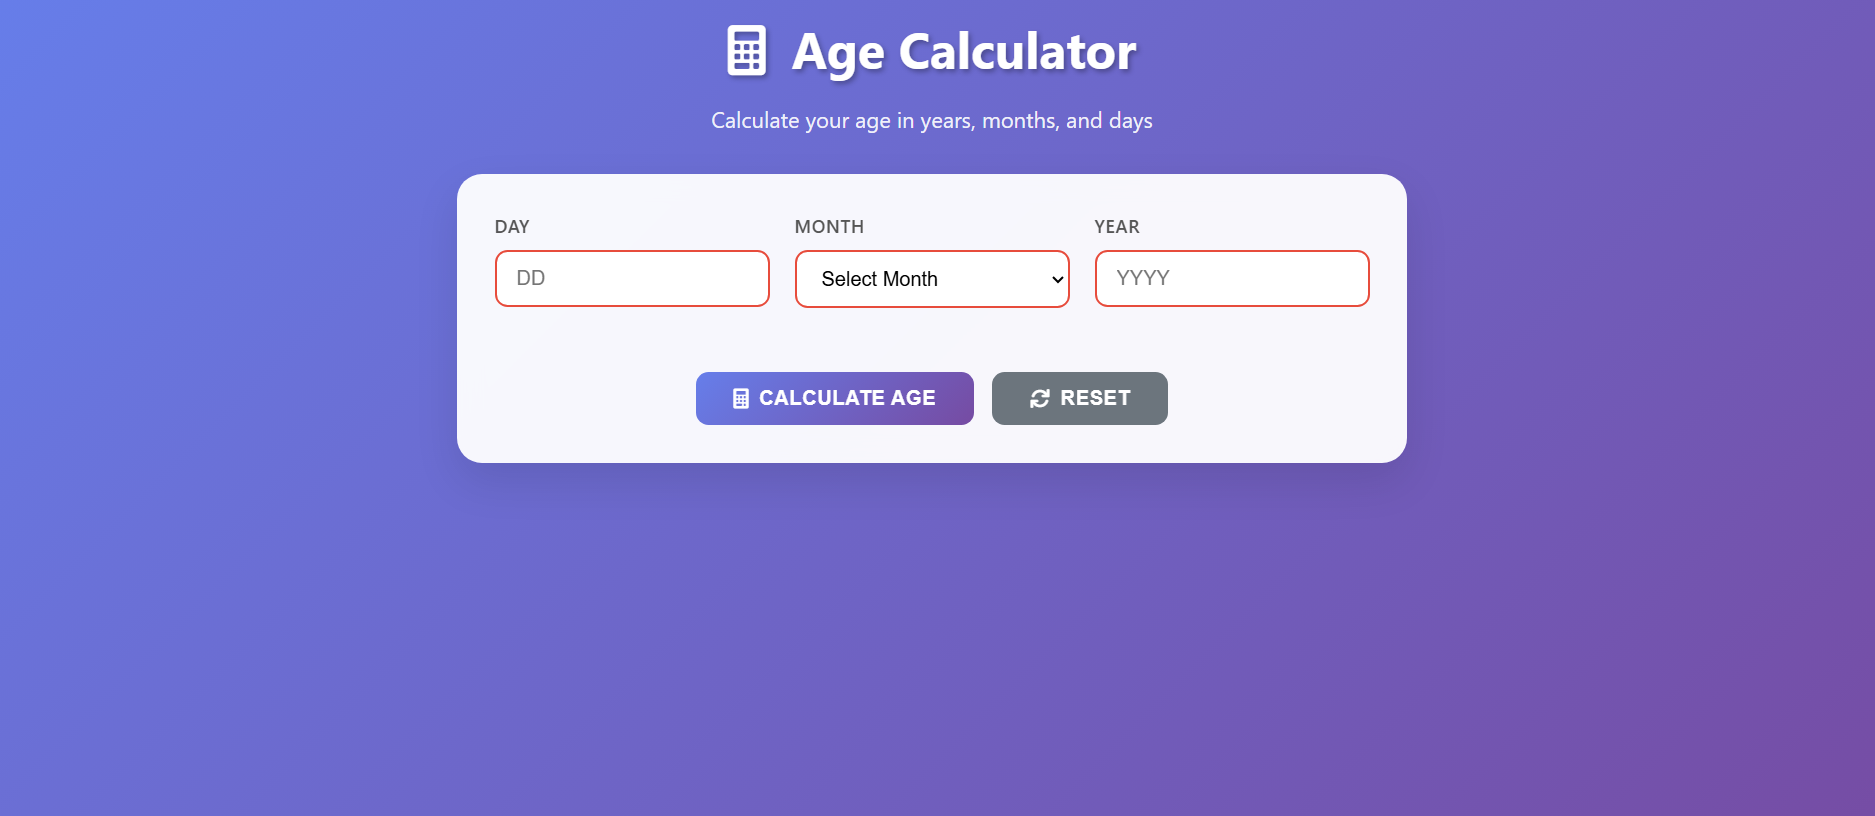 Age Calculator
Calculate your age in years, months, and days
DAY
MONTH
YEAR
DD
Select Month
YYYY
CALCULATE AGE
RESET